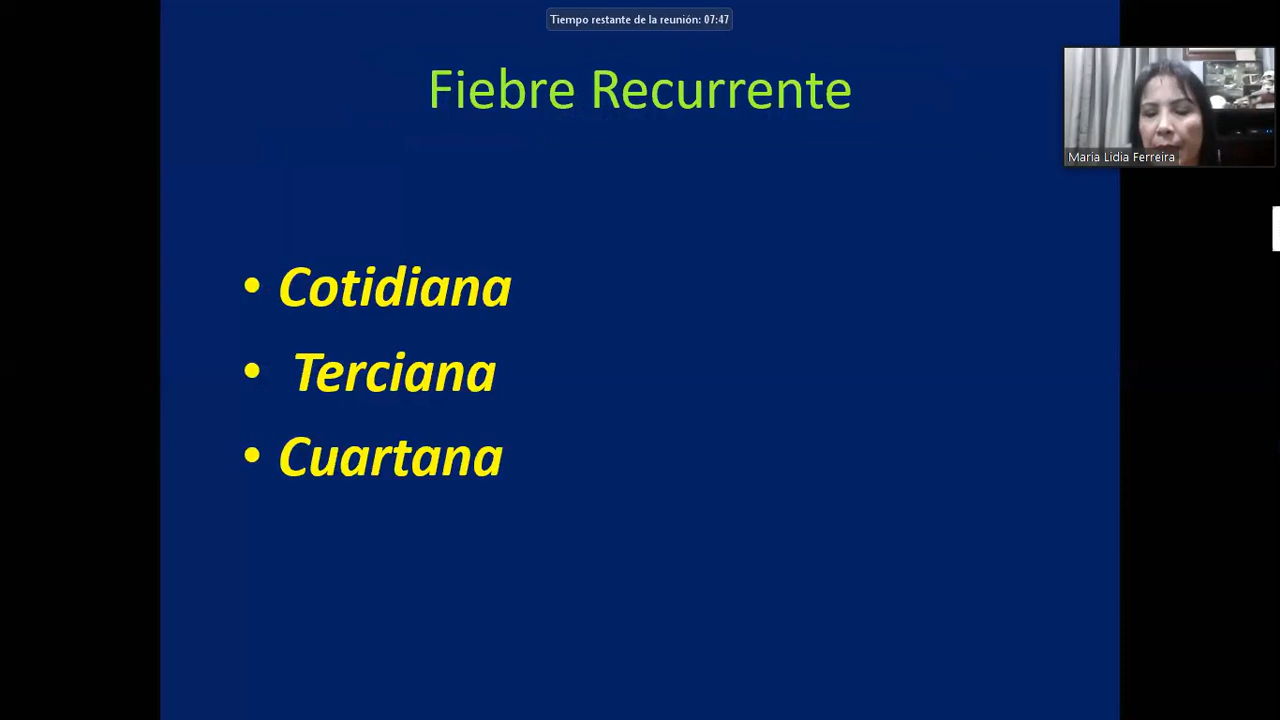 Tiempo restante de la reunión: 07:47
Fiebre Recurrente
Maria Lidia Ferreira
• Cotidiana
• Terciana
• Cuartana